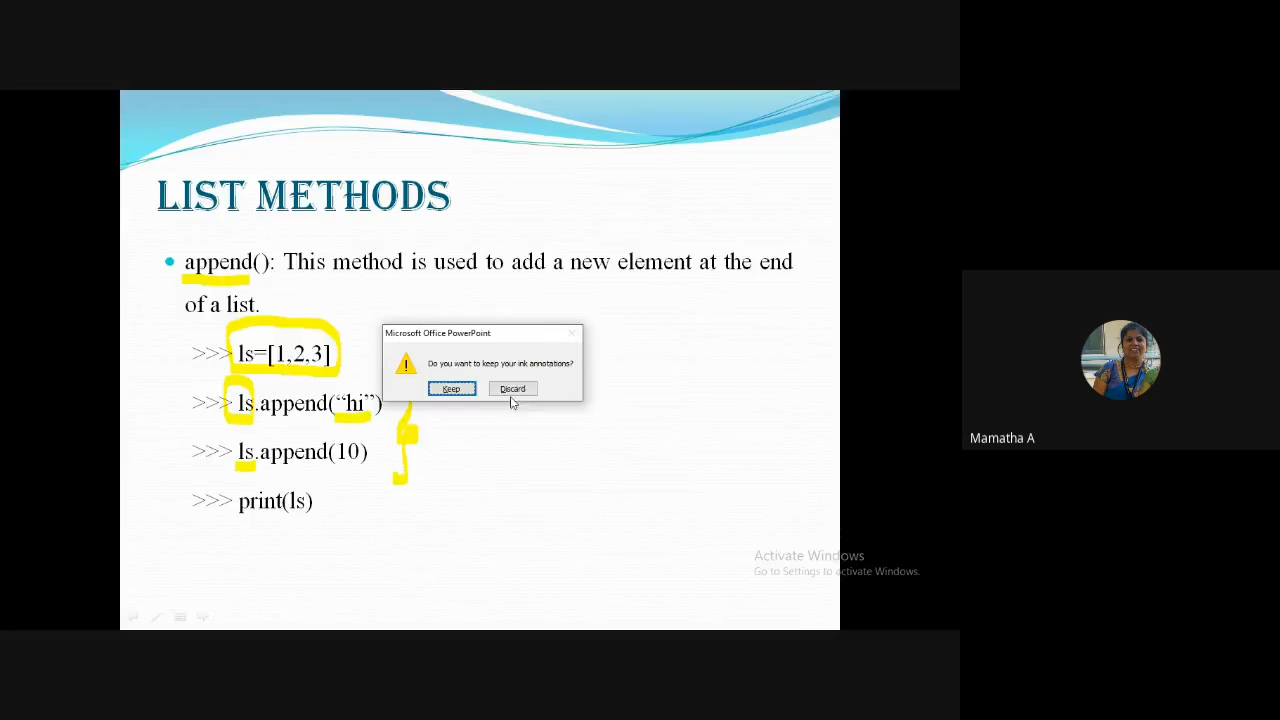 LIST METHODS
append(): This method is used to add a new element at the end
of a list.
>>> ls=[1,2,3]
>>> ls.append(“hi”)
>>> ls.append(10)
>>> print(ls)
Microsoft Office PowerPoint
Do you want to keep your ink annotations?
Keep
Discard
Mamatha A
Activate Windows
Go to Settings to activate Windows.